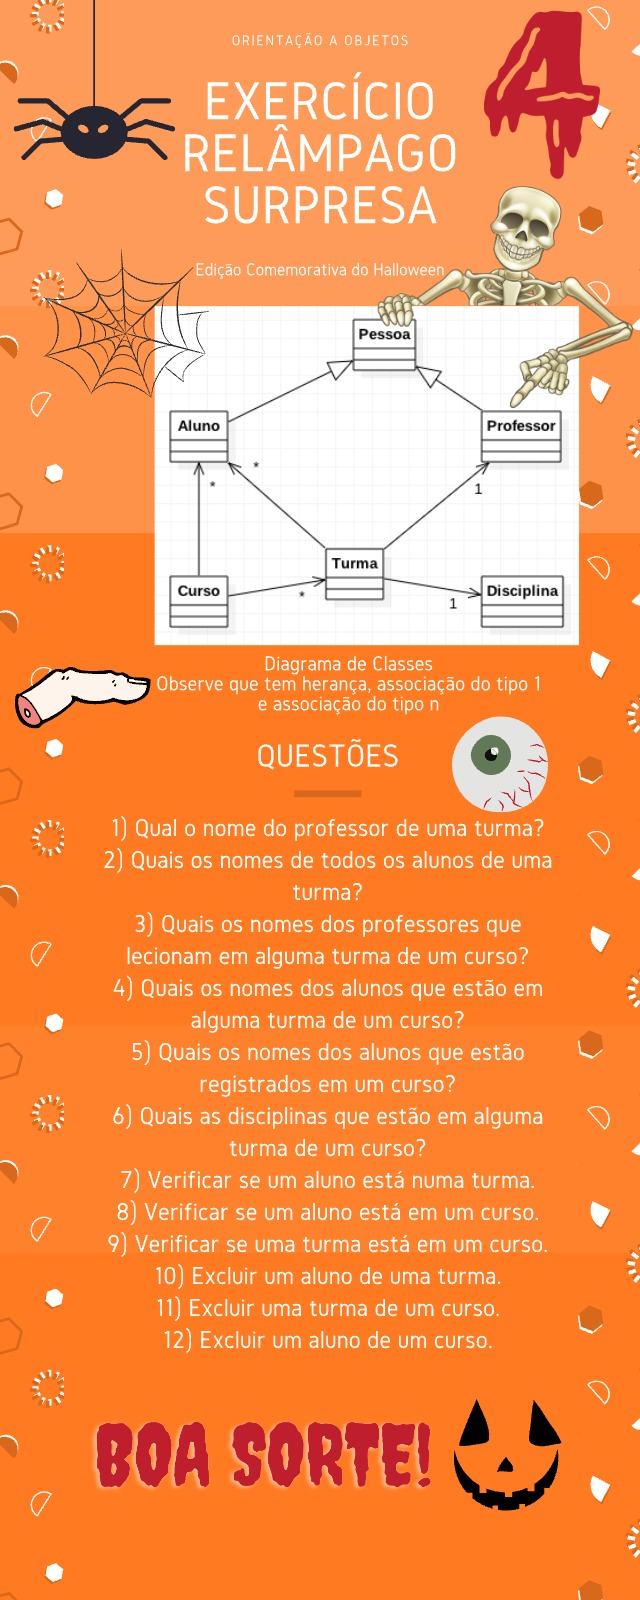 ORIENTAÇÃO A OBJETOS
4
EXERCÍCIO
RELÂMPAGO
SURPRESA
Edição Comemorativa do Halloween
Pessoa
Aluno
Professor
*
*
1
Turma
Curso
Disciplina
*
1
Diagrama de Classes
Observe que tem herança, associação do tipo 1
e associação do tipo n
QUESTÕES
1) Qual o nome do professor de uma turma?
2) Quais os nomes de todos os alunos de uma
turma?
3) Quais os nomes dos professores que
lecionam em alguma turma de um curso?
4) Quais os nomes dos alunos que estão em
alguma turma de um curso?
5) Quais os nomes dos alunos que estão
registrados em um curso?
6) Quais as disciplinas que estão em alguma
turma de um curso?
7) Verificar se um aluno está numa turma.
8) Verificar se um aluno está em um curso.
9) Verificar se uma turma está em um curso.
10) Excluir um aluno de uma turma.
11) Excluir uma turma de um curso.
12) Excluir um aluno de um curso.
BOA SORTE!